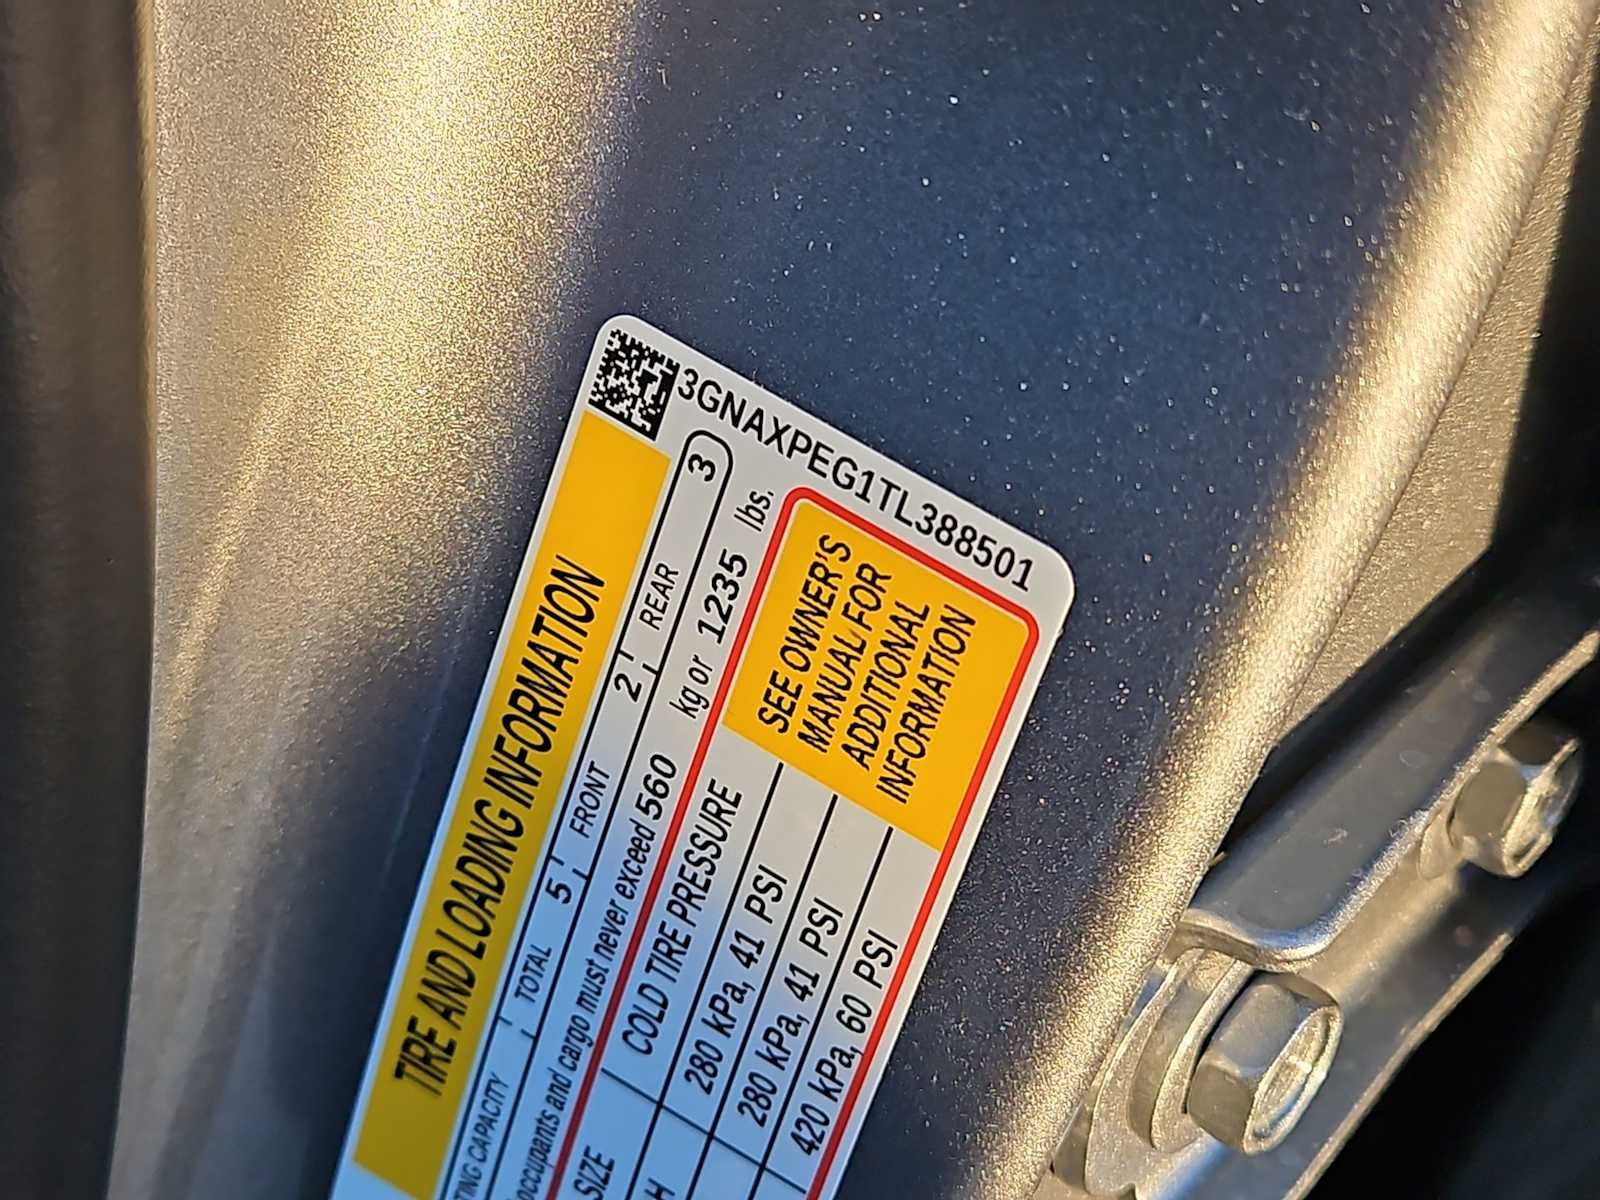 3GNAXPEG1TL388501
TIRE AND LOADING INFORMATION
CAPACITY TOTAL 5 FRONT 2 REAR 3
occupants and cargo must never exceed 560 kg or 1235 lbs.
SIZE COLD TIRE PRESSURE
H 280 kPa, 41 PSI
280 kPa, 41 PSI
420 kPa, 60 PSI
SEE OWNER'S
MANUAL FOR
ADDITIONAL
INFORMATION